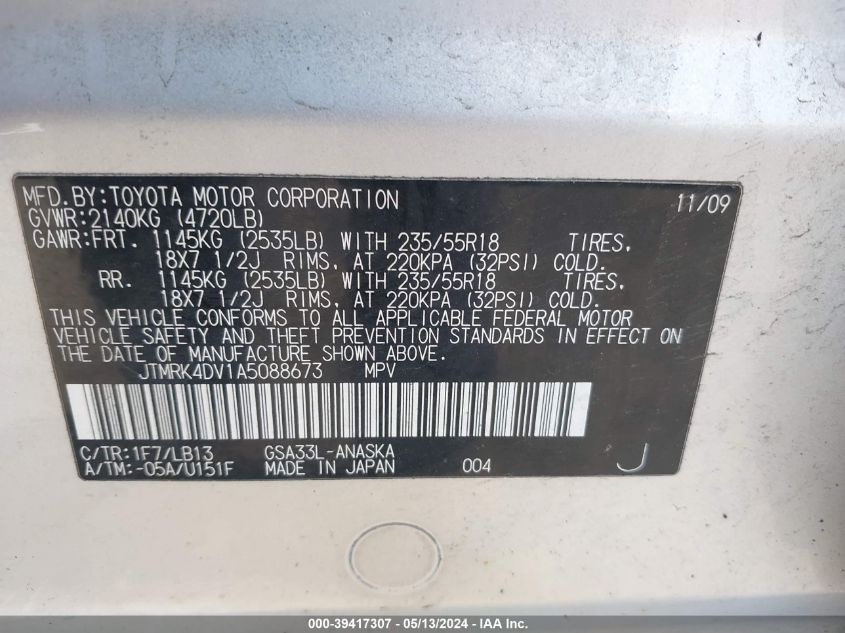 MFD.BY:TOYOTA MOTOR CORPORATION 11/09
GVWR:2140KG (4720LB)
GAWR:FRT. 1145KG (2535LB) WITH 235/55R18 TIRES,
18X7 1/2J RIMS, AT 220KPA (32PSI) COLD.
RR. 1145KG (2535LB) WITH 235/55R18 TIRES,
18X7 1/2J RIMS, AT 220KPA (32PSI) COLD.
THIS VEHICLE CONFORMS TO ALL APPLICABLE FEDERAL MOTOR
VEHICLE SAFETY AND THEFT PREVENTION STANDARDS IN EFFECT ON
THE DATE OF MANUFACTURE SHOWN ABOVE.
JTMRK4DV1A5088673 MPV
C/TR:1F7/LB13 GSA33L-ANASKA
A/TM:-05A/U151F MADE IN JAPAN 004 J
000-39417307 - 05/13/2024 - IAA Inc.